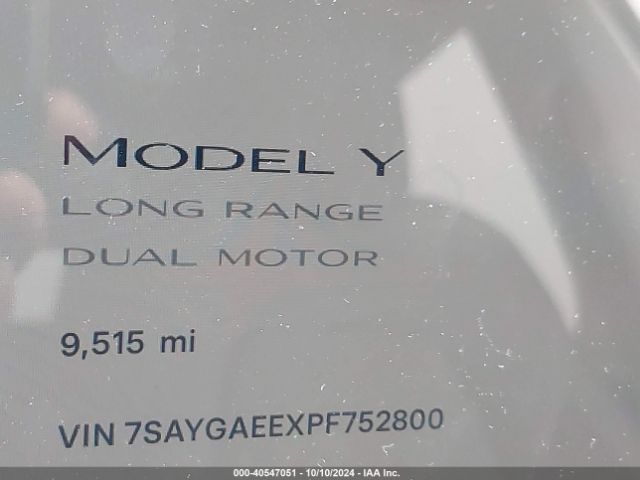 MODEL Y
LONG RANGE
DUAL MOTOR
9,515 mi
VIN 7SAYGAEEXPF752800
000-40547051 - 10/10/2024 - IAA Inc.